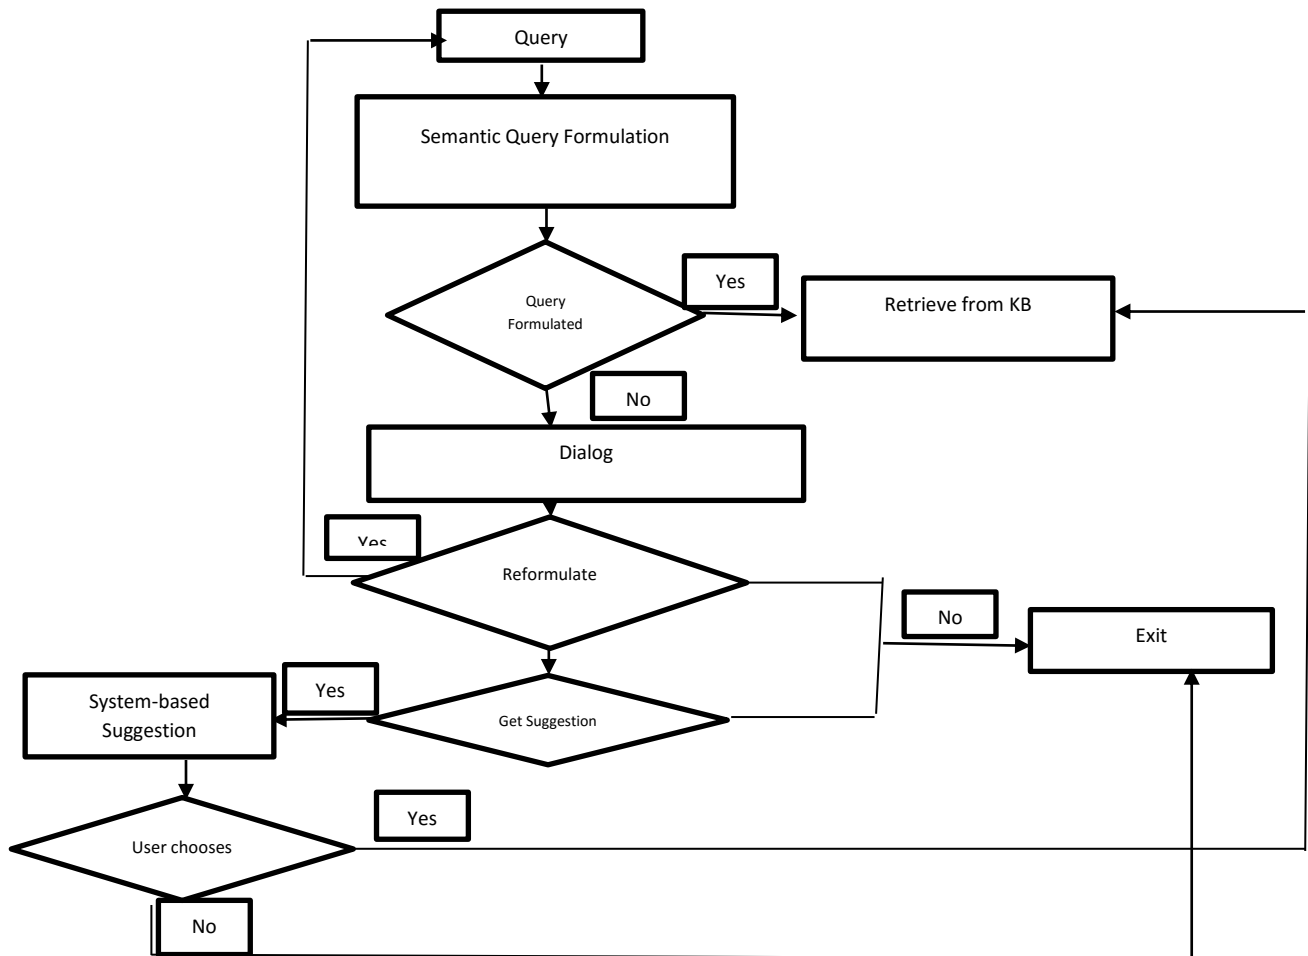 Query
Semantic Query Formulation
Yes
Query
Formulated
Retrieve from KB
No
Dialog
Yes
Reformulate
No
Exit
Yes
System-based
Suggestion
Get Suggestion
Yes
User chooses
No